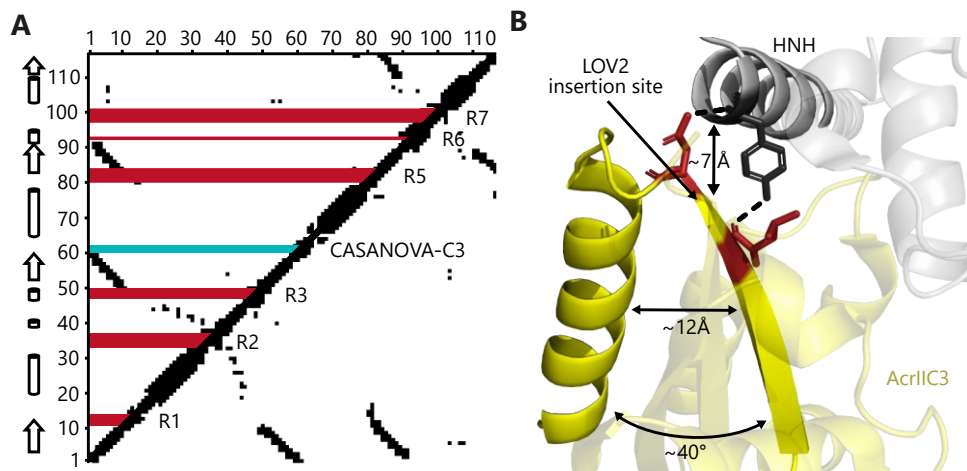 A
1 10 20 30 40 50 60 70 80 90 100 110
110
100
90
80
70
60
50
40
30
20
10
1
R7
R6
R5
CASANOVA-C3
R3
R2
R1
B
HNH
LOV2
insertion site
~7 Å
~12Å
AcrIIC3
~40°